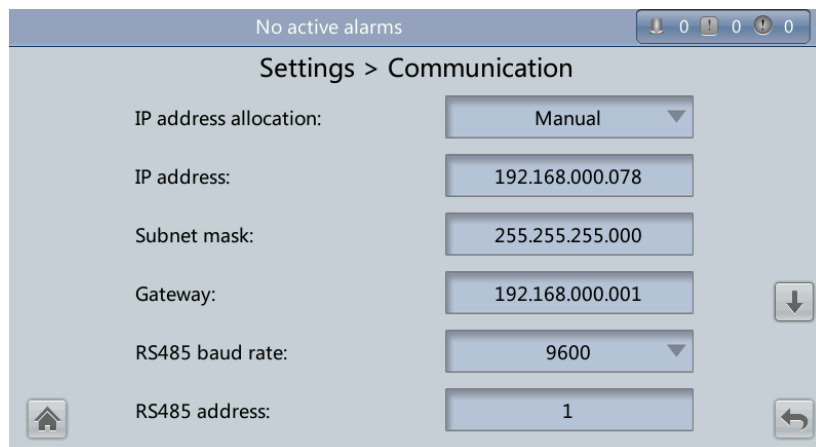 No active alarms 0 0 0
Settings > Communication
IP address allocation: Manual
IP address: 192.168.000.078
Subnet mask: 255.255.255.000
Gateway: 192.168.000.001
RS485 baud rate: 9600
RS485 address: 1